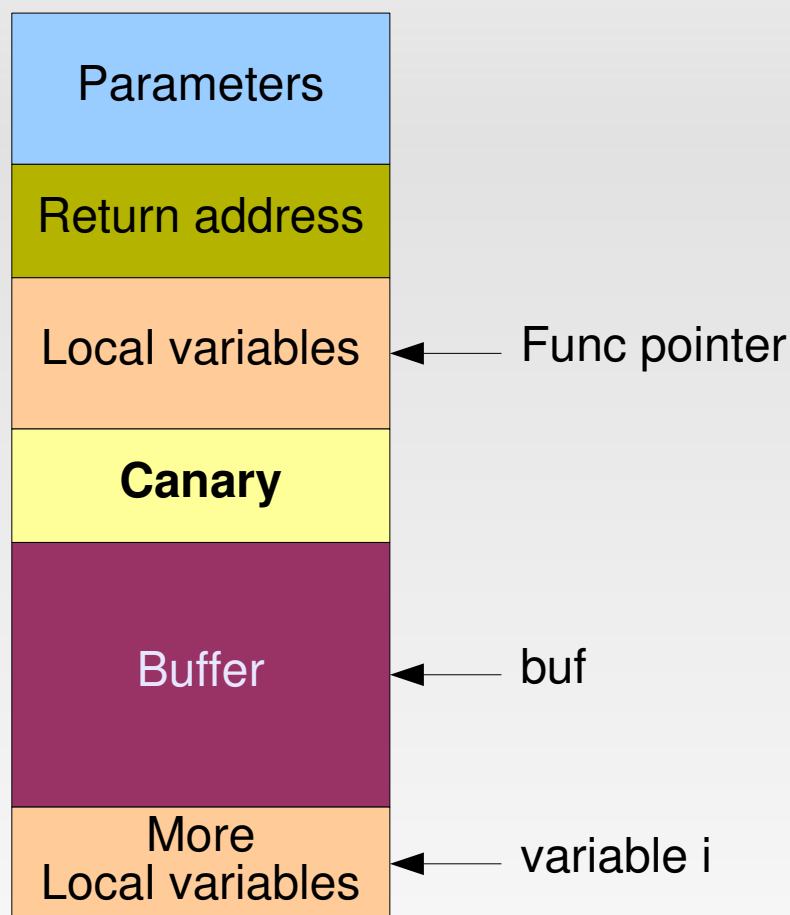 Parameters
Return address
Local variables
Func pointer
Canary
Buffer
buf
More
Local variables
variable i